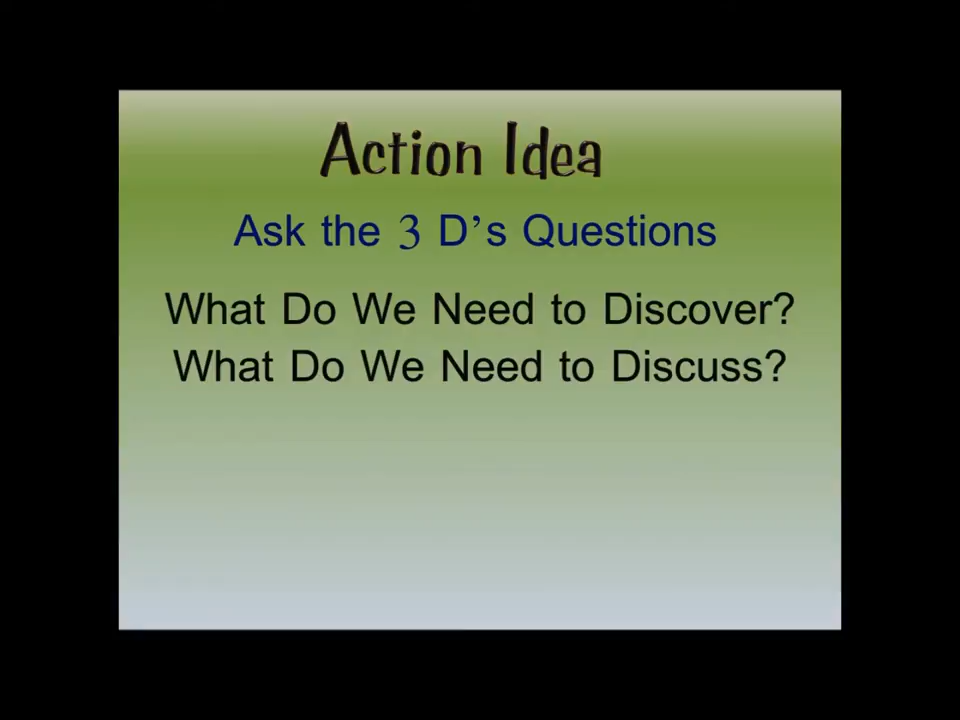 Action Idea
Ask the 3 D’s Questions
What Do We Need to Discover?
What Do We Need to Discuss?